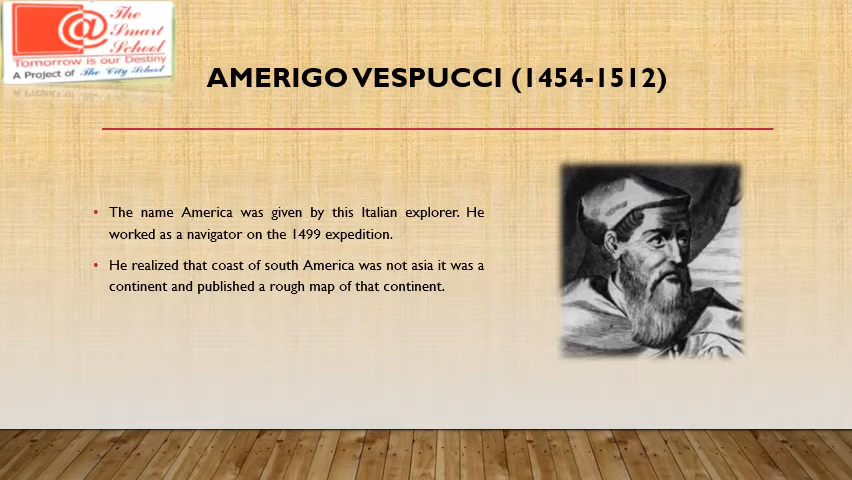 The
Smart
School
Tomorrow is our Destiny
A Project of The City School
AMERIGO VESPUCCI (1454-1512)
• The name America was given by this Italian explorer. He
worked as a navigator on the 1499 expedition.
• He realized that coast of south America was not asia it was a
continent and published a rough map of that continent.